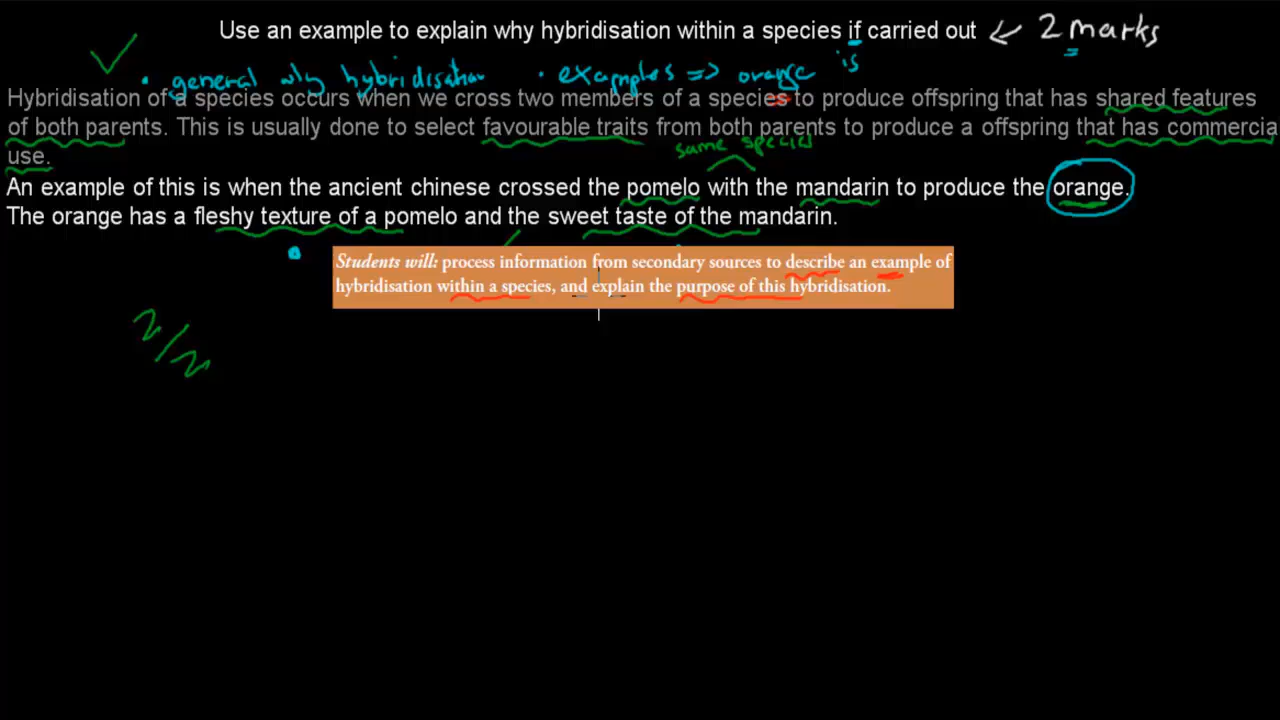 Use an example to explain why hybridisation within a species if carried out ← 2 marks
is
• general why hybridisation • examples => orange
Hybridisation of a species occurs when we cross two members of a species to produce offspring that has shared features
of both parents. This is usually done to select favourable traits from both parents to produce a offspring that has commercia
same species
use.
An example of this is when the ancient chinese crossed the pomelo with the mandarin to produce the orange.
The orange has a fleshy texture of a pomelo and the sweet taste of the mandarin.
Students will: process information from secondary sources to describe an example of
hybridisation within a species, and explain the purpose of this hybridisation.
2/2